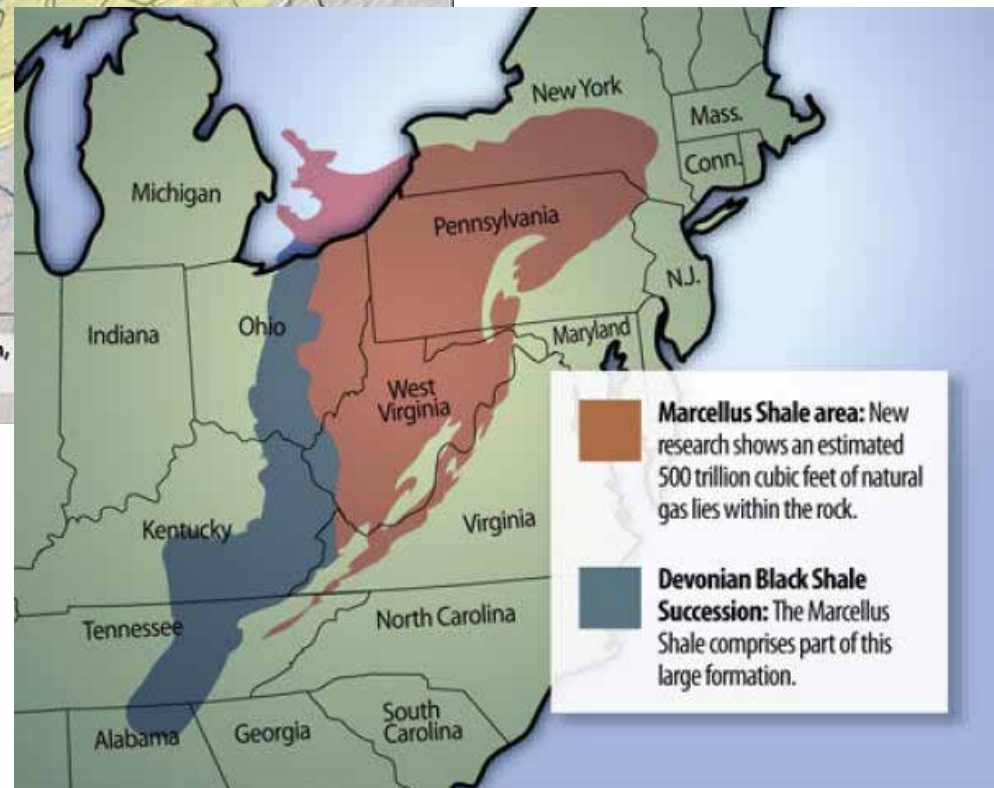 New York
Mass.
Conn.
Michigan
Pennsylvania
N.J.
Indiana
Ohio
Maryland
West
Virginia
Kentucky
Virginia
Tennessee
North Carolina
Alabama
Georgia
South
Carolina
Marcellus Shale area: New
research shows an estimated
500 trillion cubic feet of natural
gas lies within the rock.
Devonian Black Shale
Succession: The Marcellus
Shale comprises part of this
large formation.